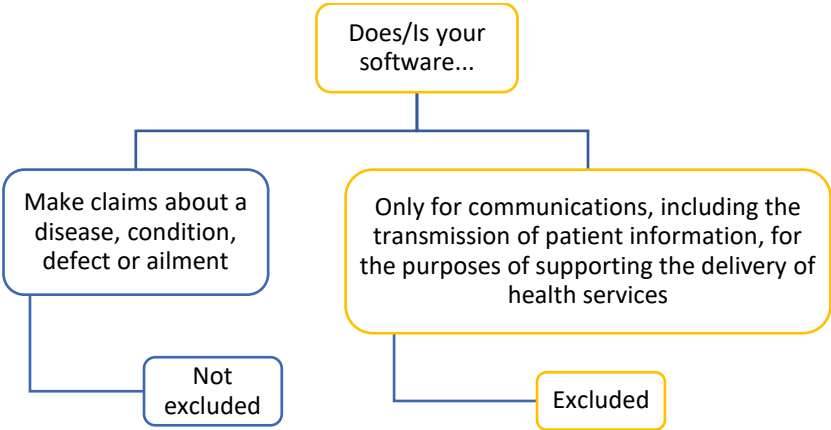 Does/Is your
software...
Make claims about a
disease, condition,
defect or ailment
Only for communications, including the
transmission of patient information, for
the purposes of supporting the delivery of
health services
Not
excluded
Excluded